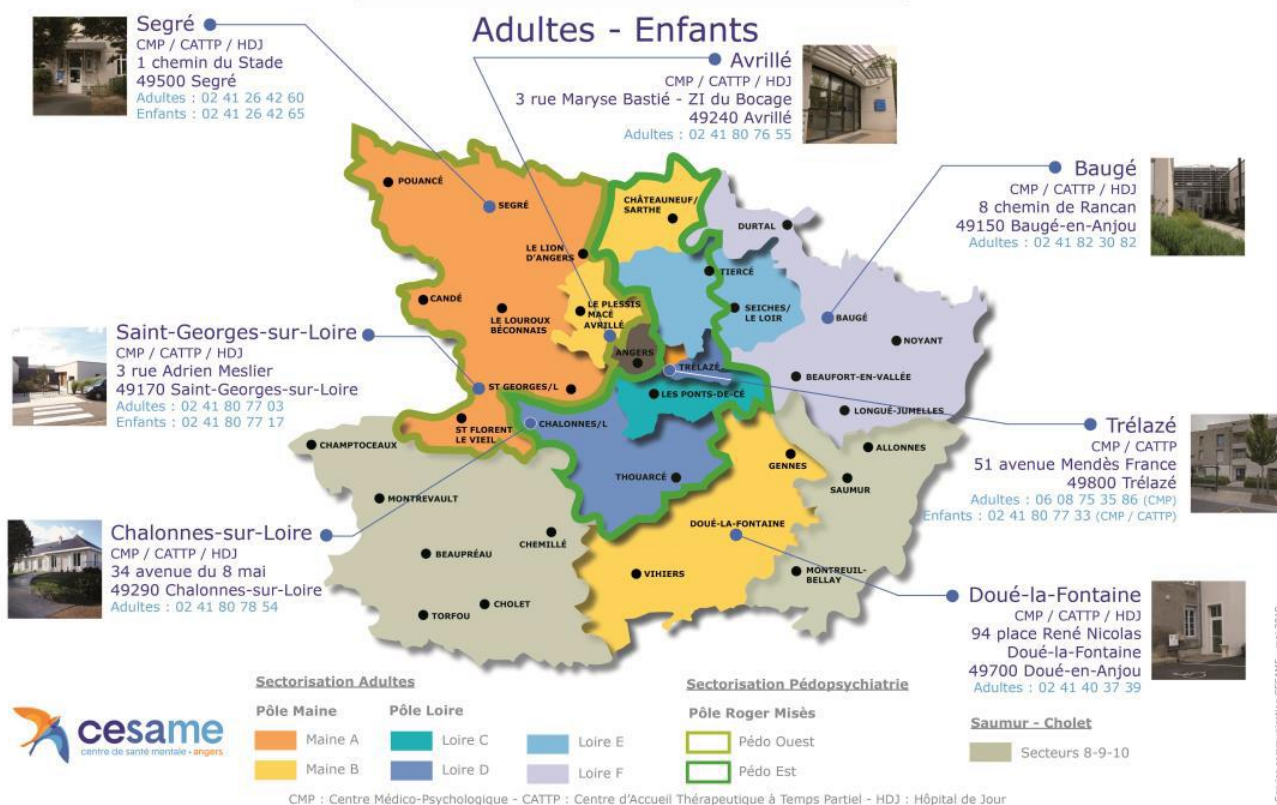 Adultes - Enfants
Segré
CMP / CATTP / HDJ
1 chemin du Stade
49500 Segré
Adultes : 02 41 26 42 60
Enfants : 02 41 26 42 65
Avrillé
CMP / CATTP / HDJ
3 rue Maryse Bastié - ZI du Bocage
49240 Avrillé
Adultes : 02 41 80 76 55
Baugé
CMP / CATTP / HDJ
8 chemin de Rancan
49150 Baugé-en-Anjou
Adultes : 02 41 82 30 82
Saint-Georges-sur-Loire
CMP / CATTP / HDJ
3 rue Adrien Meslier
49170 Saint-Georges-sur-Loire
Adultes : 02 41 80 77 03
Enfants : 02 41 80 77 17
Trélazé
CMP / CATTP
51 avenue Mendès France
49800 Trélazé
Adultes : 06 08 75 35 86 (CMP)
Enfants : 02 41 80 77 33 (CMP / CATTP)
Chalonnes-sur-Loire
CMP / CATTP / HDJ
34 avenue du 8 mai
49290 Chalonnes-sur-Loire
Adultes : 02 41 80 78 54
Doué-la-Fontaine
CMP / CATTP / HDJ
94 place René Nicolas
Doué-la-Fontaine
49700 Doué-en-Anjou
Adultes : 02 41 40 37 39
POUANCÉ
SEGRÉ
CHÂTEAUNEUF/
SARTHE
DURTAL
LE LION
D'ANGERS
TIERCÉ
CANDÉ
LE LOUROUX
BÉCONNAIS
LE PLESSIS
MACÉ
AVRILLÉ
SEICHES/
LE LOIR
BAUGÉ
NOYANT
ANGERS
TRÉLAZÉ
BEAUFORT-EN-VALLÉE
ST GEORGES/L
LES PONTS-DE-CÉ
LONGUÉ-JUMELLES
ST FLORENT
LE VIEIL
CHALONNES/L
CHAMPTOCEAUX
ALLONNES
GENNES
THOUARCÉ
SAUMUR
MONTREVAULT
DOUÉ-LA-FONTAINE
CHEMILLÉ
BEAUPRÉAU
VIHIERS
MONTREUIL-
BELLAY
CHOLET
TORFOU
cesame
centre de santé mentale • angers
Sectorisation Adultes
Pôle Maine
Maine A
Maine B
Pôle Loire
Loire C
Loire D
Loire E
Loire F
Sectorisation Pédopsychiatrie
Pôle Roger Misès
Pédo Ouest
Pédo Est
Saumur - Cholet
Secteurs 8-9-10
CMP : Centre Médico-Psychologique - CATTP : Centre d'Accueil Thérapeutique à Temps Partiel - HDJ : Hôpital de Jour